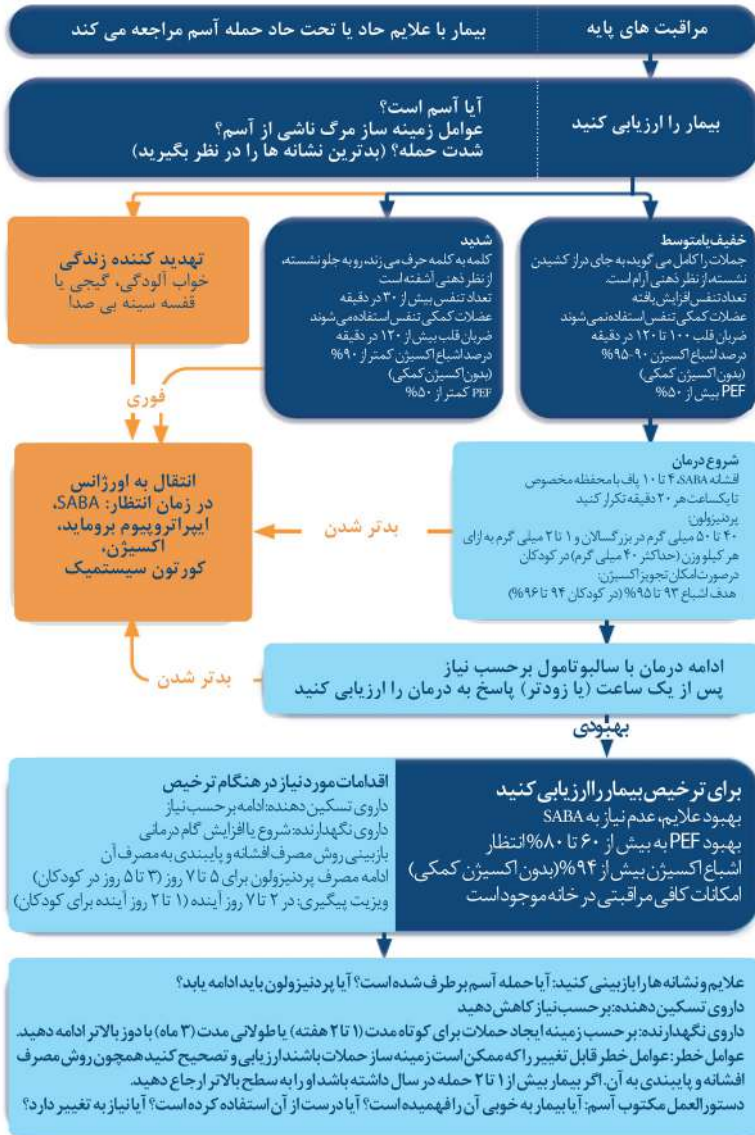 مراقبت های پایه
بیمار با علایم حاد یا تحت حاد حمله آسم مراجعه می کند
بیمار را ارزیابی کنید
آیا آسم است؟
عوامل زمینه ساز مرگ ناشی از آسم؟
شدت حمله؟ (بدترین نشانه ها را در نظر بگیرید)
خفیف یا متوسط
جملات را کامل می گوید، به جای دراز کشیدن
نشسته، از نظر ذهنی آرام است.
تعداد تنفس افزایش یافته
عضلات کمکی تنفس استفاده نمی شوند
ضربان قلب ۱۰۰ تا ۱۲۰ در دقیقه
درصد اشباع اکسیژن ۹۰-۹۵%
(بدون اکسیژن کمکی)
PEF بیش از ۵۰%
شدید
کلمه به کلمه حرف می زند، رو به جلو نشسته،
از نظر ذهنی آشفته است
تعداد تنفس بیش از ۳۰ در دقیقه
عضلات کمکی تنفس استفاده می شوند
ضربان قلب بیش از ۱۲۰ در دقیقه
درصد اشباع اکسیژن کمتر از ۹۰%
(بدون اکسیژن کمکی)
PEF کمتر از ۵۰%
تهدید کننده زندگی
خواب آلودگی، گیجی یا
قفسه سینه بی صدا
فوری
شروع درمان
افشانه SABA، ۴ تا ۱۰ پاف با محفظه مخصوص
تا یکساعت هر ۲۰ دقیقه تکرار کنید
پردنیزولون:
۴۰ تا ۵۰ میلی گرم در بزرگسالان و ۱ تا ۲ میلی گرم به ازای
هر کیلو وزن (حداکثر ۴۰ میلی گرم) در کودکان
درصورت امکان تجویز اکسیژن:
هدف اشباع ۹۳ تا ۹۵% (در کودکان ۹۴ تا ۹۶%)
بدتر شدن
انتقال به اورژانس
در زمان انتظار: SABA،
ایپراتروپیوم بروماید،
اکسیژن،
کورتون سیستمیک
ادامه درمان با سالبوتامول برحسب نیاز
پس از یک ساعت (یا زودتر) پاسخ به درمان را ارزیابی کنید
بدتر شدن
بهبودی
برای ترخیص بیمار را ارزیابی کنید
بهبود علایم، عدم نیاز به SABA
بهبود PEF به بیش از ۶۰ تا ۸۰% انتظار
اشباع اکسیژن بیش از ۹۴% (بدون اکسیژن کمکی)
امکانات کافی مراقبتی در خانه موجود است
اقدامات مورد نیاز در هنگام ترخیص
داروی تسکین دهنده: ادامه برحسب نیاز
داروی نگهدارنده: شروع یا افزایش گام درمانی
بازبینی روش مصرف افشانه و پایبندی به مصرف آن
ادامه مصرف پردنیزولون برای ۵ تا ۷ روز (۳ تا ۵ روز در کودکان)
ویزیت پیگیری: در ۲ تا ۷ روز آینده (۱ تا ۲ روز آینده برای کودکان)
علایم و نشانه ها را بازبینی کنید: آیا حمله آسم برطرف شده است؟ آیا پردنیزولون باید ادامه یابد؟
داروی تسکین دهنده: برحسب نیاز کاهش دهید
داروی نگهدارنده: برحسب زمینه ایجاد حملات برای کوتاه مدت (۱ تا ۲ هفته) یا طولانی مدت (۳ ماه) با دوز بالاتر ادامه دهید.
عوامل خطر: عوامل خطر قابل تغییر را که ممکن است زمینه ساز حملات باشند ارزیابی و تصحیح کنید همچون روش مصرف
افشانه و پایبندی به آن. اگر بیمار بیش از ۱ تا ۲ حمله در سال داشته باشد او را به سطح بالاتر ارجاع دهید.
دستورالعمل مکتوب آسم: آیا بیمار به خوبی آن را فهمیده است؟ آیا درست از آن استفاده کرده است؟ آیا نیاز به تغییر دارد؟